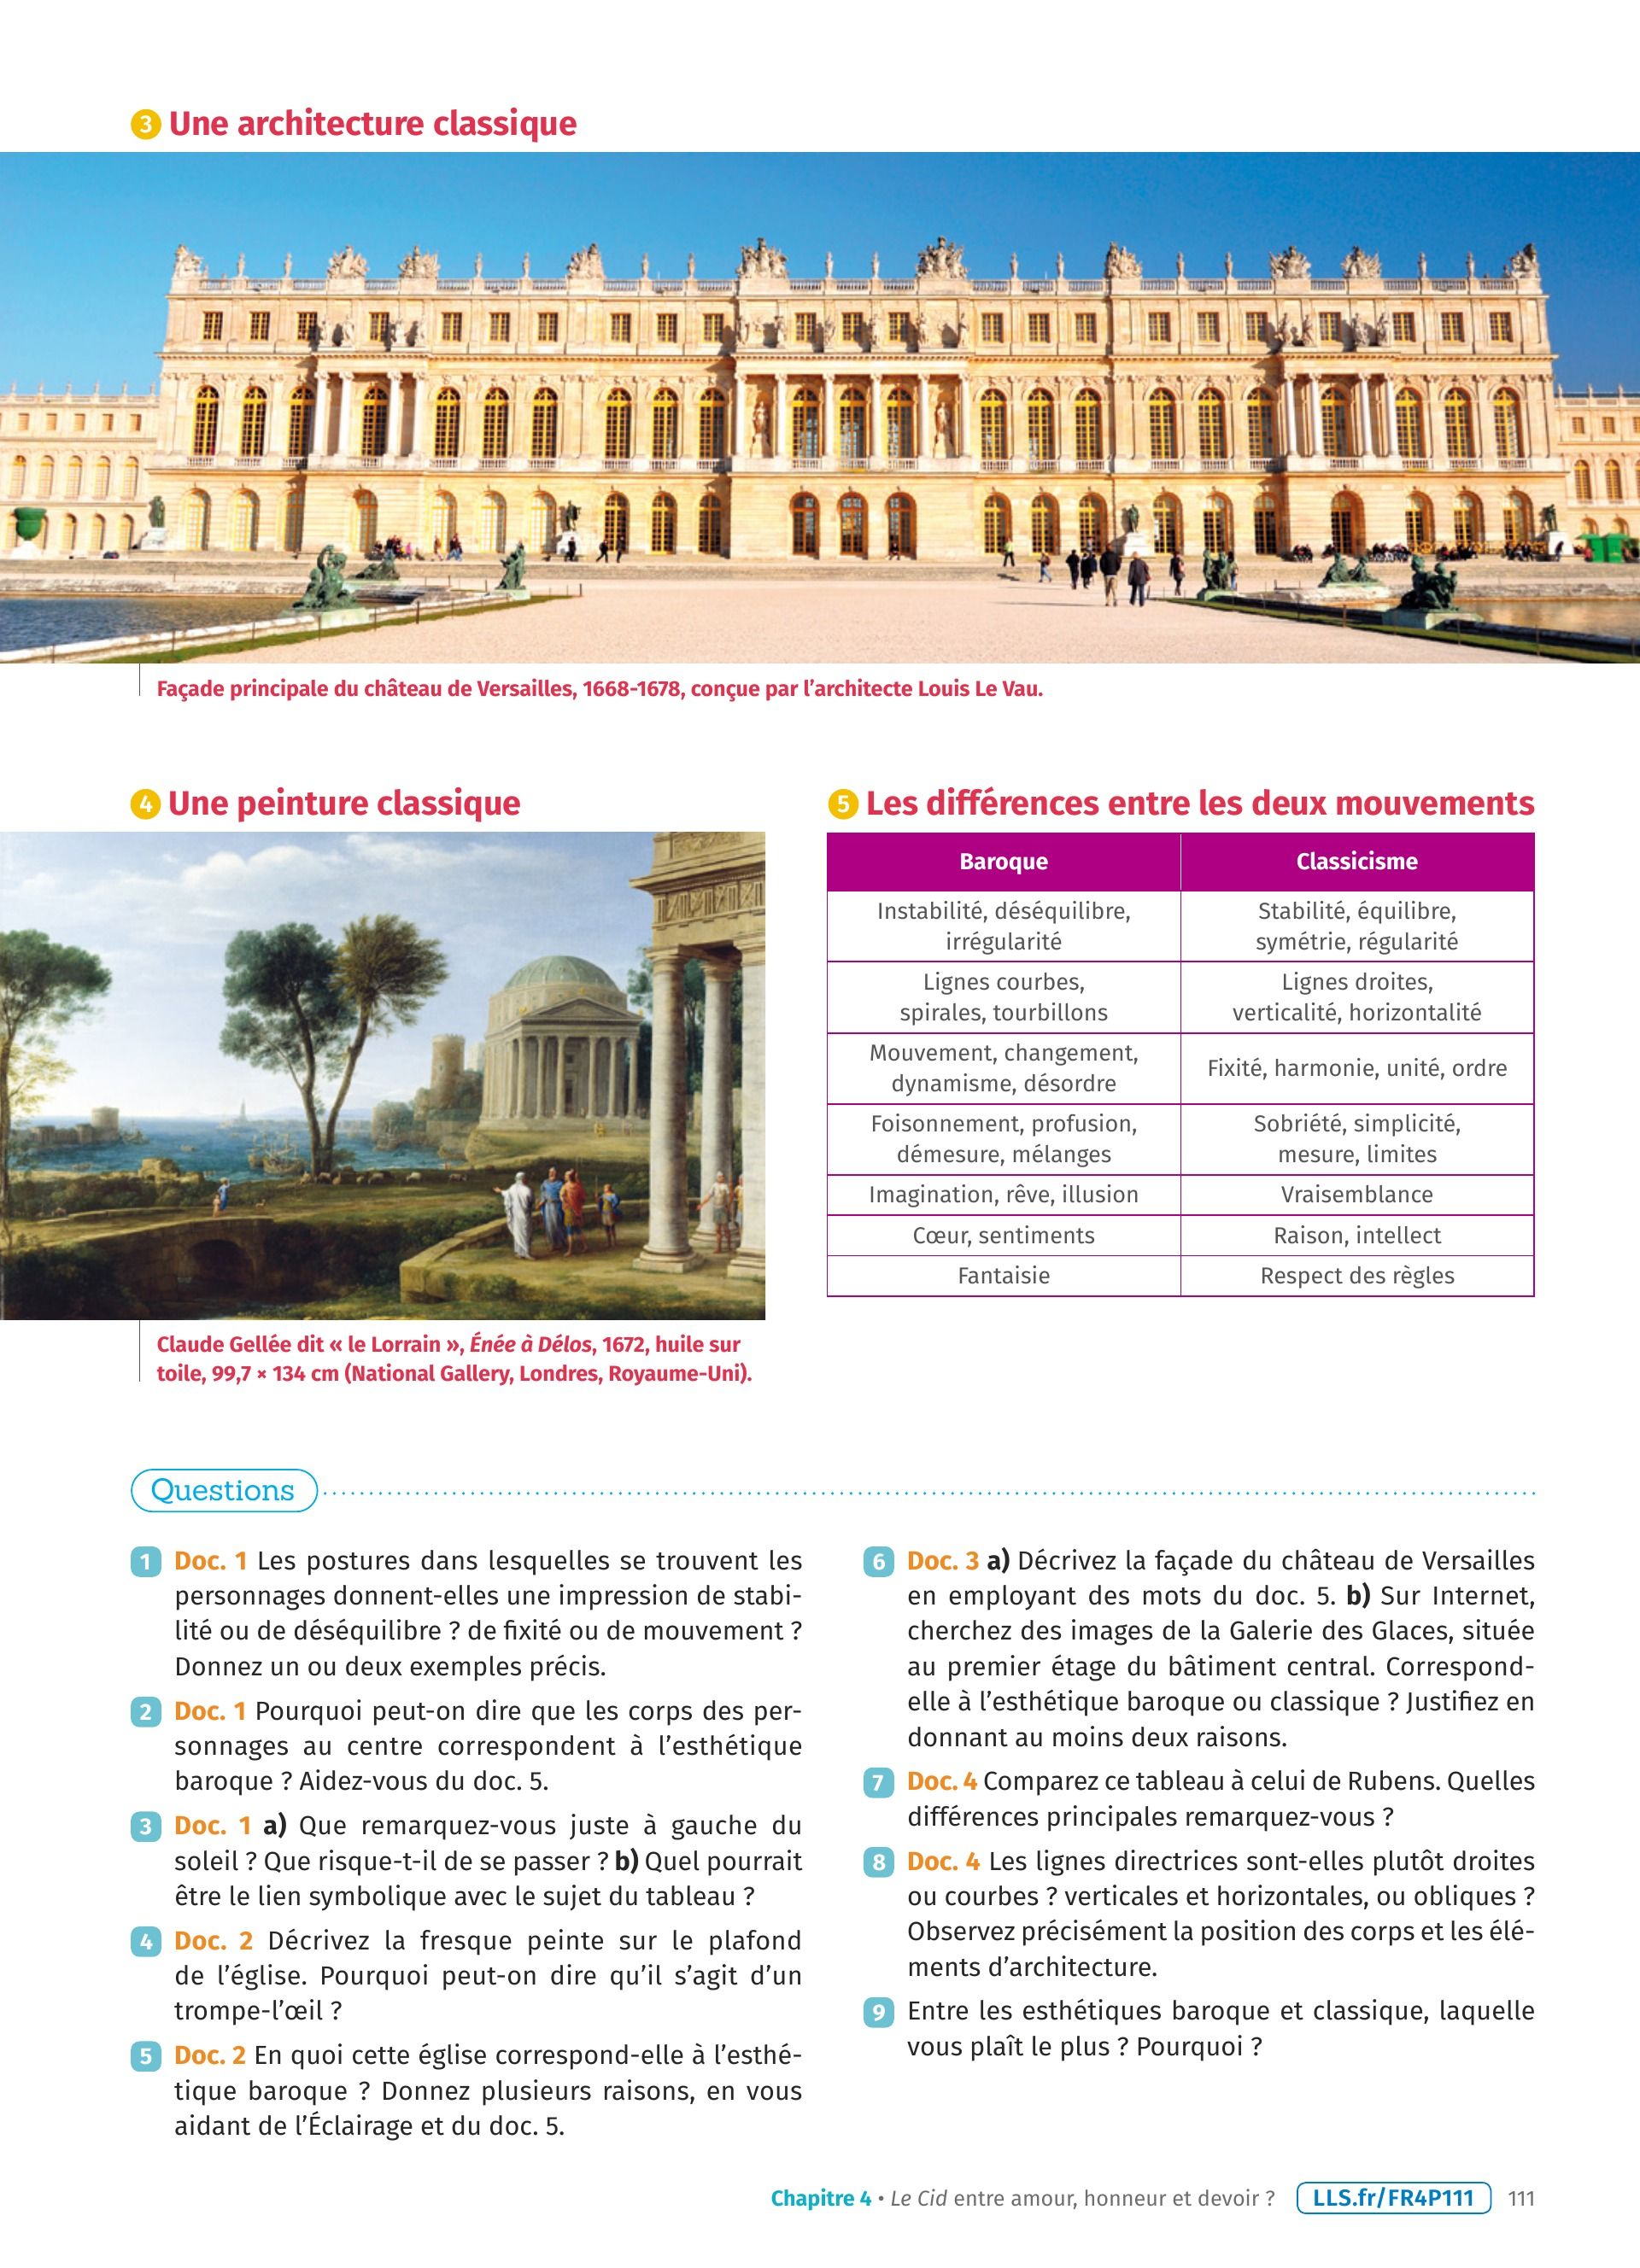 3 Une architecture classique
Façade principale du château de Versailles, 1668-1678, conçue par l'architecte Louis Le Vau.
4 Une peinture classique
Claude Gellée dit « le Lorrain », Énée à Délos, 1672, huile sur
toile, 99,7 × 134 cm (National Gallery, Londres, Royaume-Uni).
5 Les différences entre les deux mouvements
Baroque
Classicisme
Instabilité, déséquilibre,
irrégularité
Stabilité, équilibre,
symétrie, régularité
Lignes courbes,
spirales, tourbillons
Lignes droites,
verticalité, horizontalité
Mouvement, changement,
dynamisme, désordre
Fixité, harmonie, unité, ordre
Foisonnement, profusion,
démesure, mélanges
Sobriété, simplicité,
mesure, limites
Imagination, rêve, illusion
Vraisemblance
Cœur, sentiments
Raison, intellect
Fantaisie
Respect des règles
Questions
1 Doc. 1 Les postures dans lesquelles se trouvent les
personnages donnent-elles une impression de stabi-
lité ou de déséquilibre ? de fixité ou de mouvement ?
Donnez un ou deux exemples précis.
2 Doc. 1 Pourquoi peut-on dire que les corps des per-
sonnages au centre correspondent à l'esthétique
baroque ? Aidez-vous du doc. 5.
3 Doc. 1 a) Que remarquez-vous juste à gauche du
soleil ? Que risque-t-il de se passer ? b) Quel pourrait
être le lien symbolique avec le sujet du tableau ?
4 Doc. 2 Décrivez la fresque peinte sur le plafond
de l'église. Pourquoi peut-on dire qu'il s'agit d'un
trompe-l'œil ?
5 Doc. 2 En quoi cette église correspond-elle à l'esthé-
tique baroque ? Donnez plusieurs raisons, en vous
aidant de l'Éclairage et du doc. 5.
6 Doc. 3 a) Décrivez la façade du château de Versailles
en employant des mots du doc. 5. b) Sur Internet,
cherchez des images de la Galerie des Glaces, située
au premier étage du bâtiment central. Correspond-
elle à l'esthétique baroque ou classique ? Justifiez en
donnant au moins deux raisons.
7 Doc. 4 Comparez ce tableau à celui de Rubens. Quelles
différences principales remarquez-vous ?
8 Doc. 4 Les lignes directrices sont-elles plutôt droites
ou courbes ? verticales et horizontales, ou obliques ?
Observez précisément la position des corps et les élé-
ments d'architecture.
9 Entre les esthétiques baroque et classique, laquelle
vous plaît le plus ? Pourquoi ?
Chapitre 4 • Le Cid entre amour, honneur et devoir ? LLS.fr/FR4P111 111